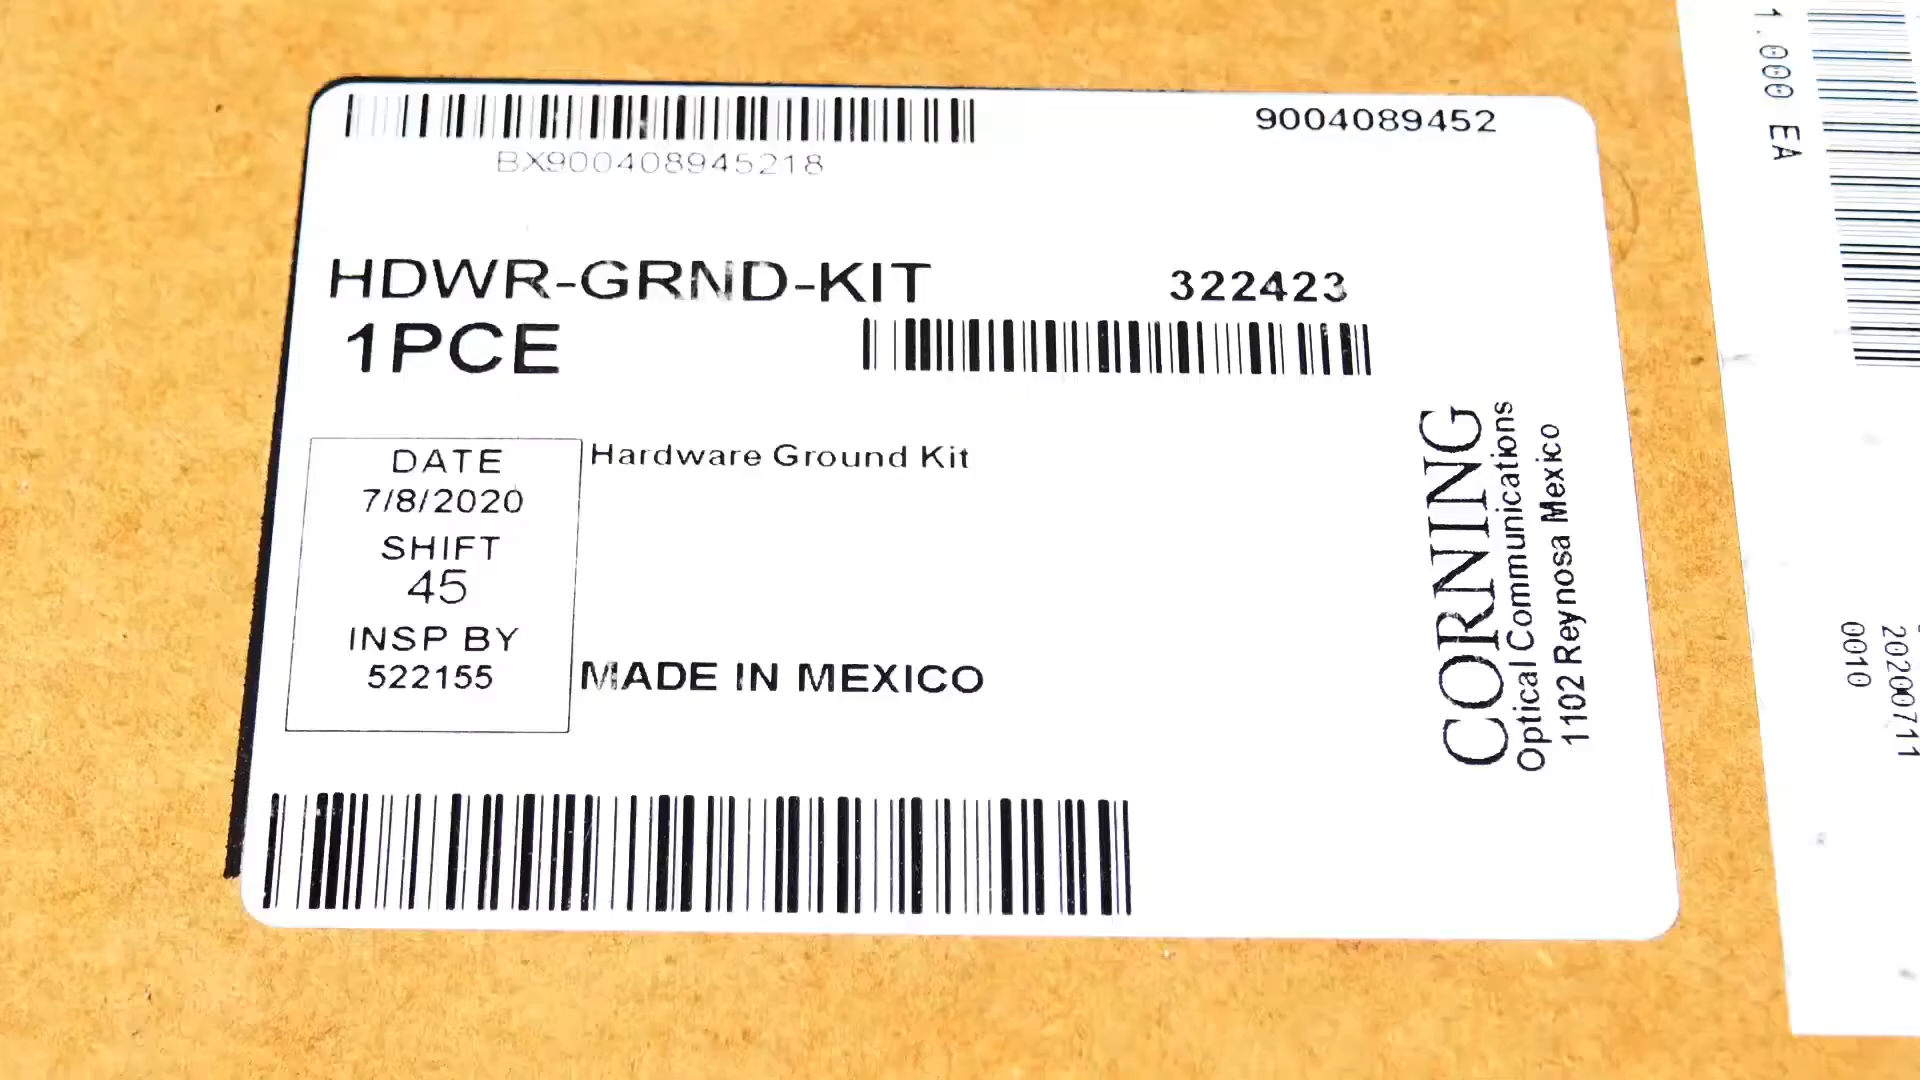 9004089452
BX900408945218
HDWR-GRND-KIT
322423
1PCE
DATE
7/8/2020
SHIFT
45
INSP BY
522155
Hardware Ground Kit
MADE IN MEXICO
CORNING
Optical Communications
1102 Reynosa Mexico
1.000 EA
20200711
0010